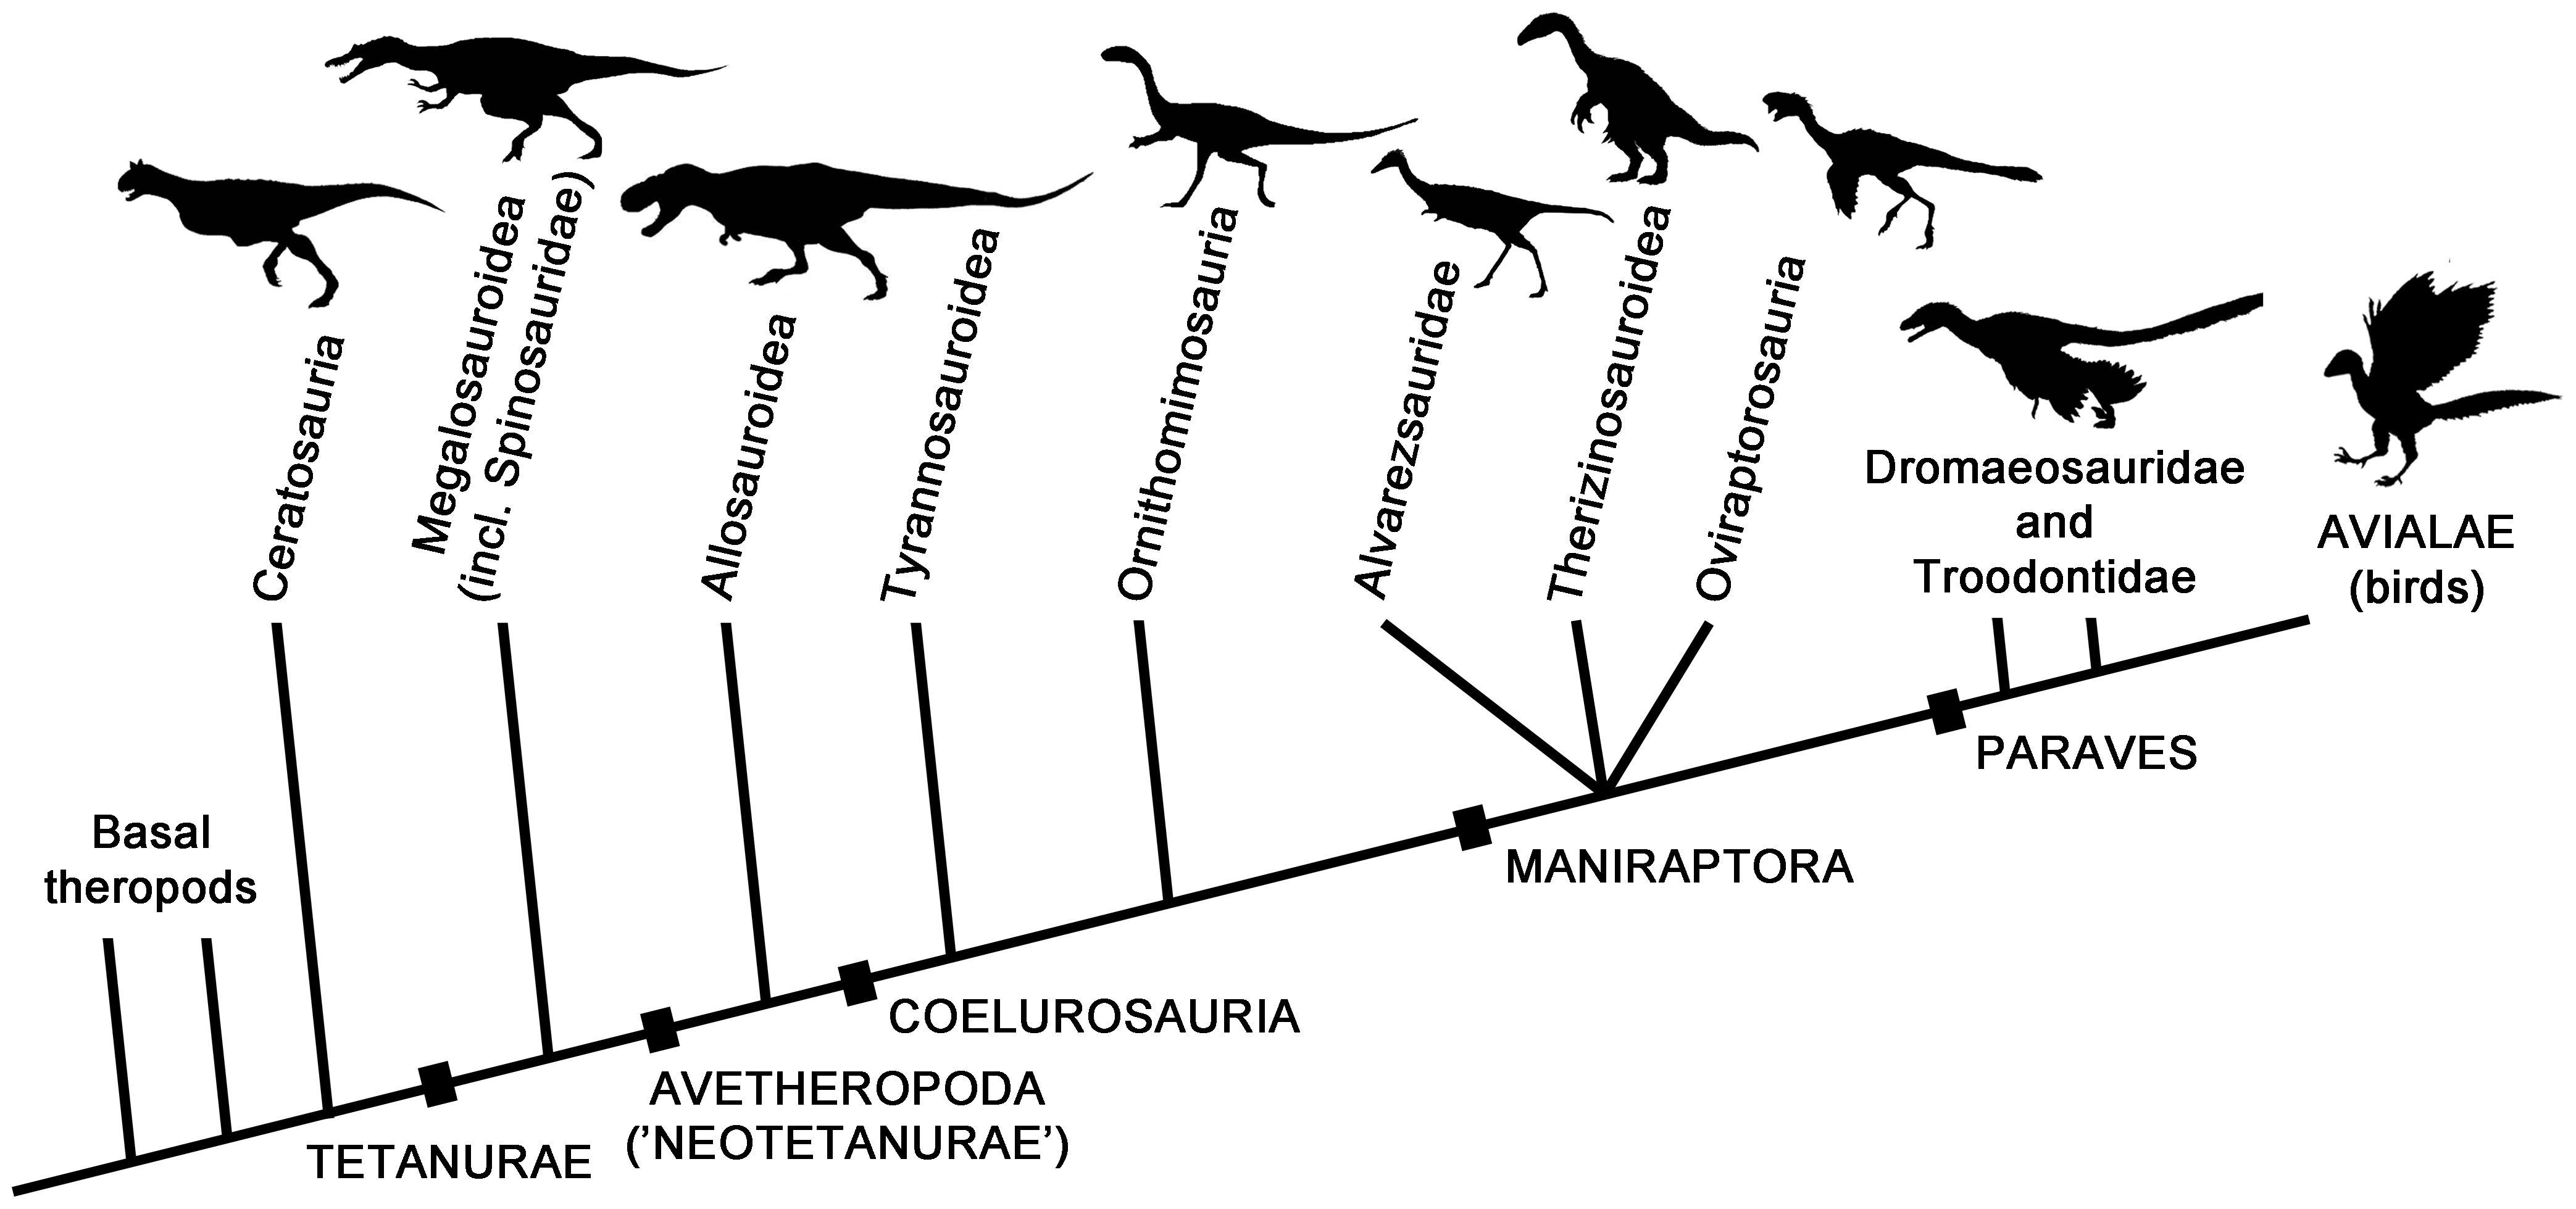 Ceratosauria
Megalosauroidea
(incl. Spinosauridae)
Allosauroidea
Tyrannosauroidea
Ornithomimosauria
Alvarezsauridae
Therizinosauroidea
Oviraptorosauria
Dromaeosauridae
and
Troodontidae
AVIALAE
(birds)
Basal
theropods
PARAVES
MANIRAPTORA
COELUROSAURIA
AVETHEROPODA
(’NEOTETANURAE’)
TETANURAE